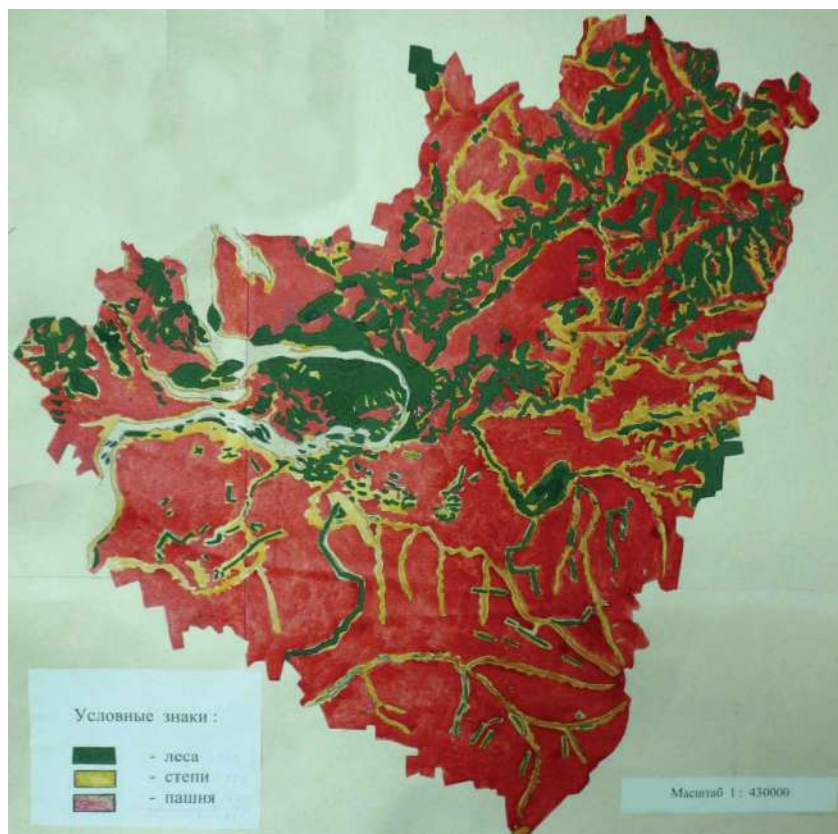 Условные знаки :
- леса
- степи
- пашня
Масштаб 1 : 430000